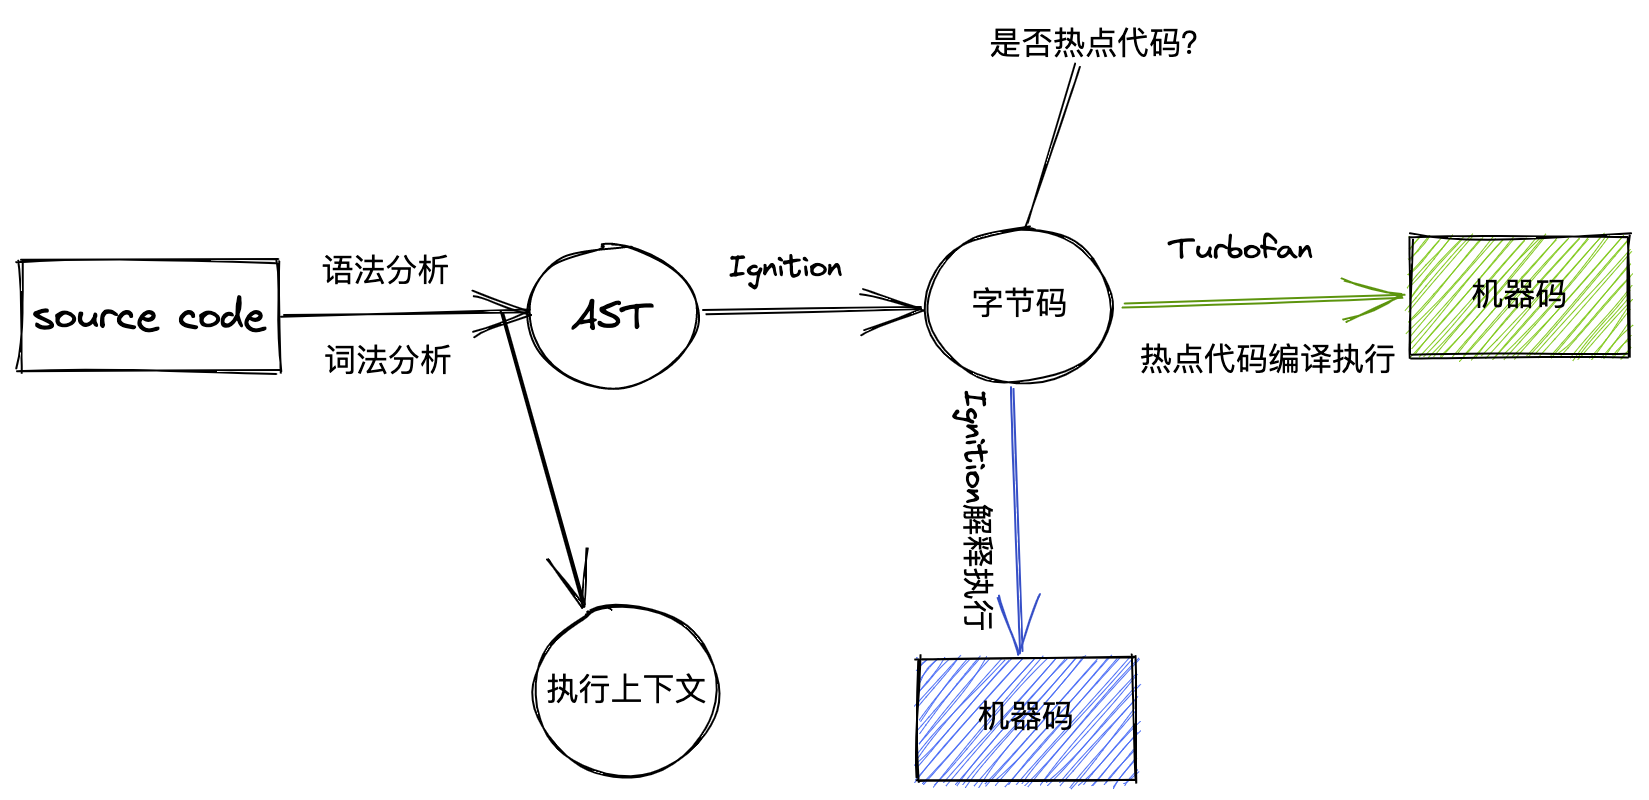 是否热点代码?
语法分析
source code
词法分析
AST
Ignition
字节码
Turbofan
热点代码编译执行
机器码
Ignition解释执行
执行上下文
机器码